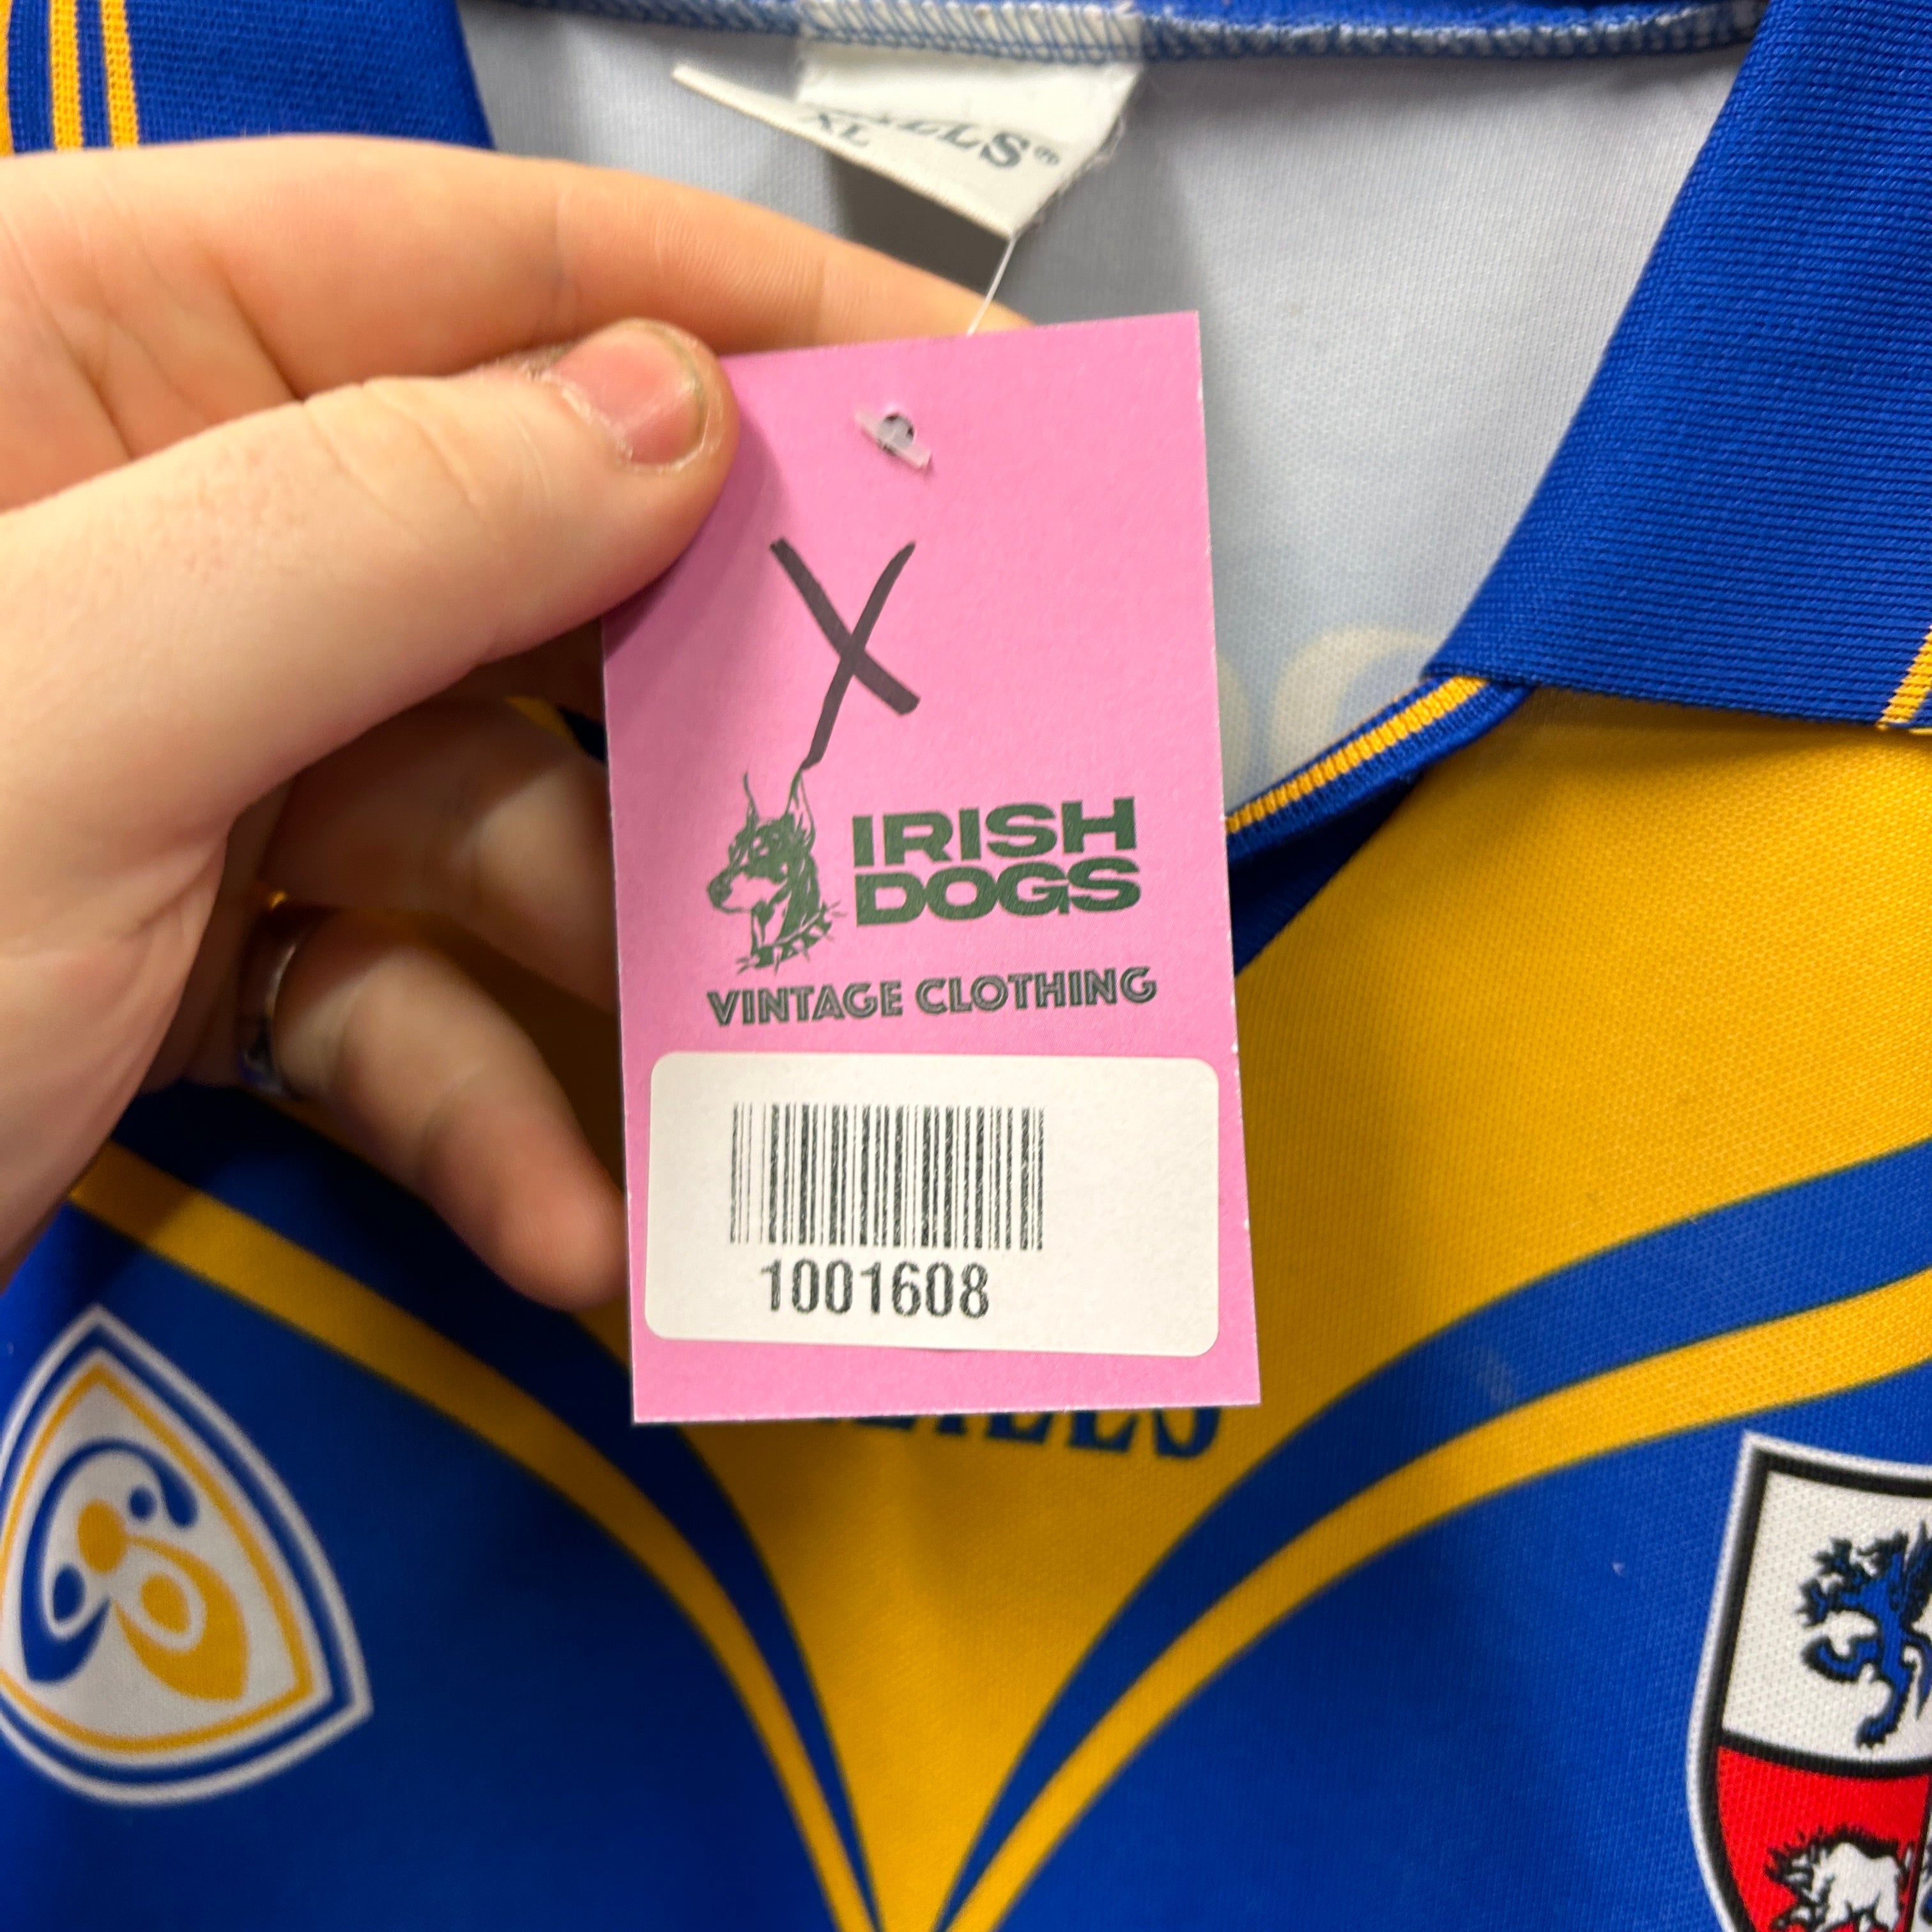 XL
X
IRISH
DOGS
VINTAGE CLOTHING
1001608